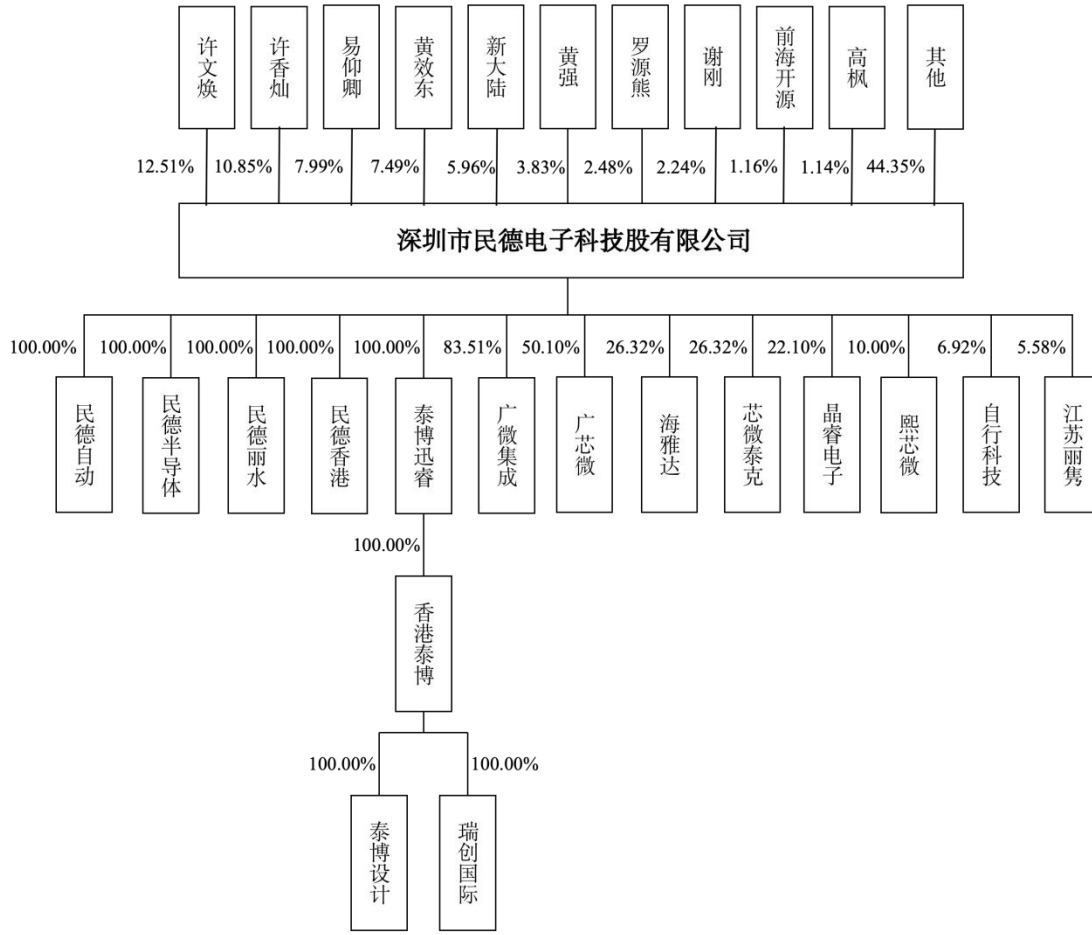 许文焕
许香灿
易仰卿
黄效东
新大陆
黄强
罗源熊
谢刚
前海开源
高枫
其他
12.51%
10.85%
7.99%
7.49%
5.96%
3.83%
2.48%
2.24%
1.16%
1.14%
44.35%
深圳市民德电子科技股有限公司
100.00%
100.00%
100.00%
100.00%
100.00%
83.51%
50.10%
26.32%
26.32%
22.10%
10.00%
6.92%
5.58%
民德自动
民德半导体
民德丽水
民德香港
泰博迅睿
广微集成
广芯微
海雅达
芯微泰克
晶睿电子
熙芯微
自行科技
江苏丽隽
100.00%
香港泰博
100.00%
100.00%
泰博设计
瑞创国际